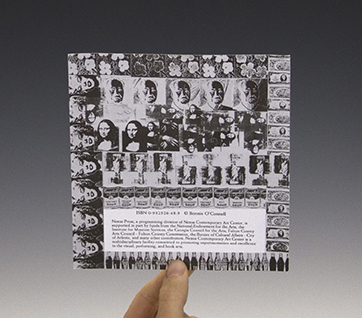 ISBN 0-932526-48-8 © Bonnie O'Connell
Nexus Press, a programming division of Nexus Contemporary Art Center, is
supported in part by funds from the National Endowment for the Arts, the
Institute for Museum Services, the Georgia Council for the Arts, Fulton County
Arts Council - Fulton County Commission, the Bureau of Cultural Affairs - City
of Atlanta, and many other contributors. Nexus Contemporary Art Center is a
multidisciplinary facility committed to promoting experimentation and excellence
in the visual, performing, and book arts.